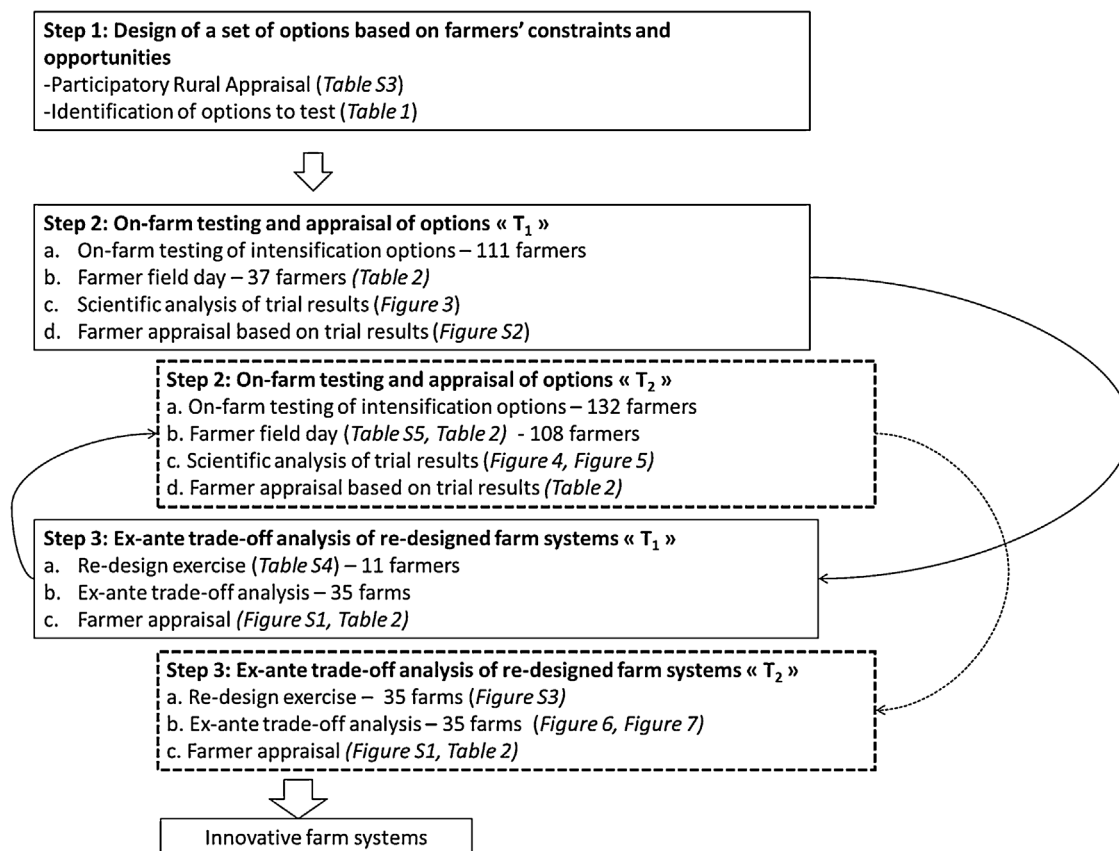 Step 1: Design of a set of options based on farmers’ constraints and
opportunities
-Participatory Rural Appraisal (Table S3)
-Identification of options to test (Table 1)
Step 2: On-farm testing and appraisal of options « T₁ »
a. On-farm testing of intensification options – 111 farmers
b. Farmer field day – 37 farmers (Table 2)
c. Scientific analysis of trial results (Figure 3)
d. Farmer appraisal based on trial results (Figure S2)
Step 2: On-farm testing and appraisal of options « T₂ »
a. On-farm testing of intensification options – 132 farmers
b. Farmer field day (Table S5, Table 2) - 108 farmers
c. Scientific analysis of trial results (Figure 4, Figure 5)
d. Farmer appraisal based on trial results (Table 2)
Step 3: Ex-ante trade-off analysis of re-designed farm systems « T₁ »
a. Re-design exercise (Table S4) – 11 farmers
b. Ex-ante trade-off analysis – 35 farms
c. Farmer appraisal (Figure S1, Table 2)
Step 3: Ex-ante trade-off analysis of re-designed farm systems « T₂ »
a. Re-design exercise – 35 farms (Figure S3)
b. Ex-ante trade-off analysis – 35 farms (Figure 6, Figure 7)
c. Farmer appraisal (Figure S1, Table 2)
Innovative farm systems